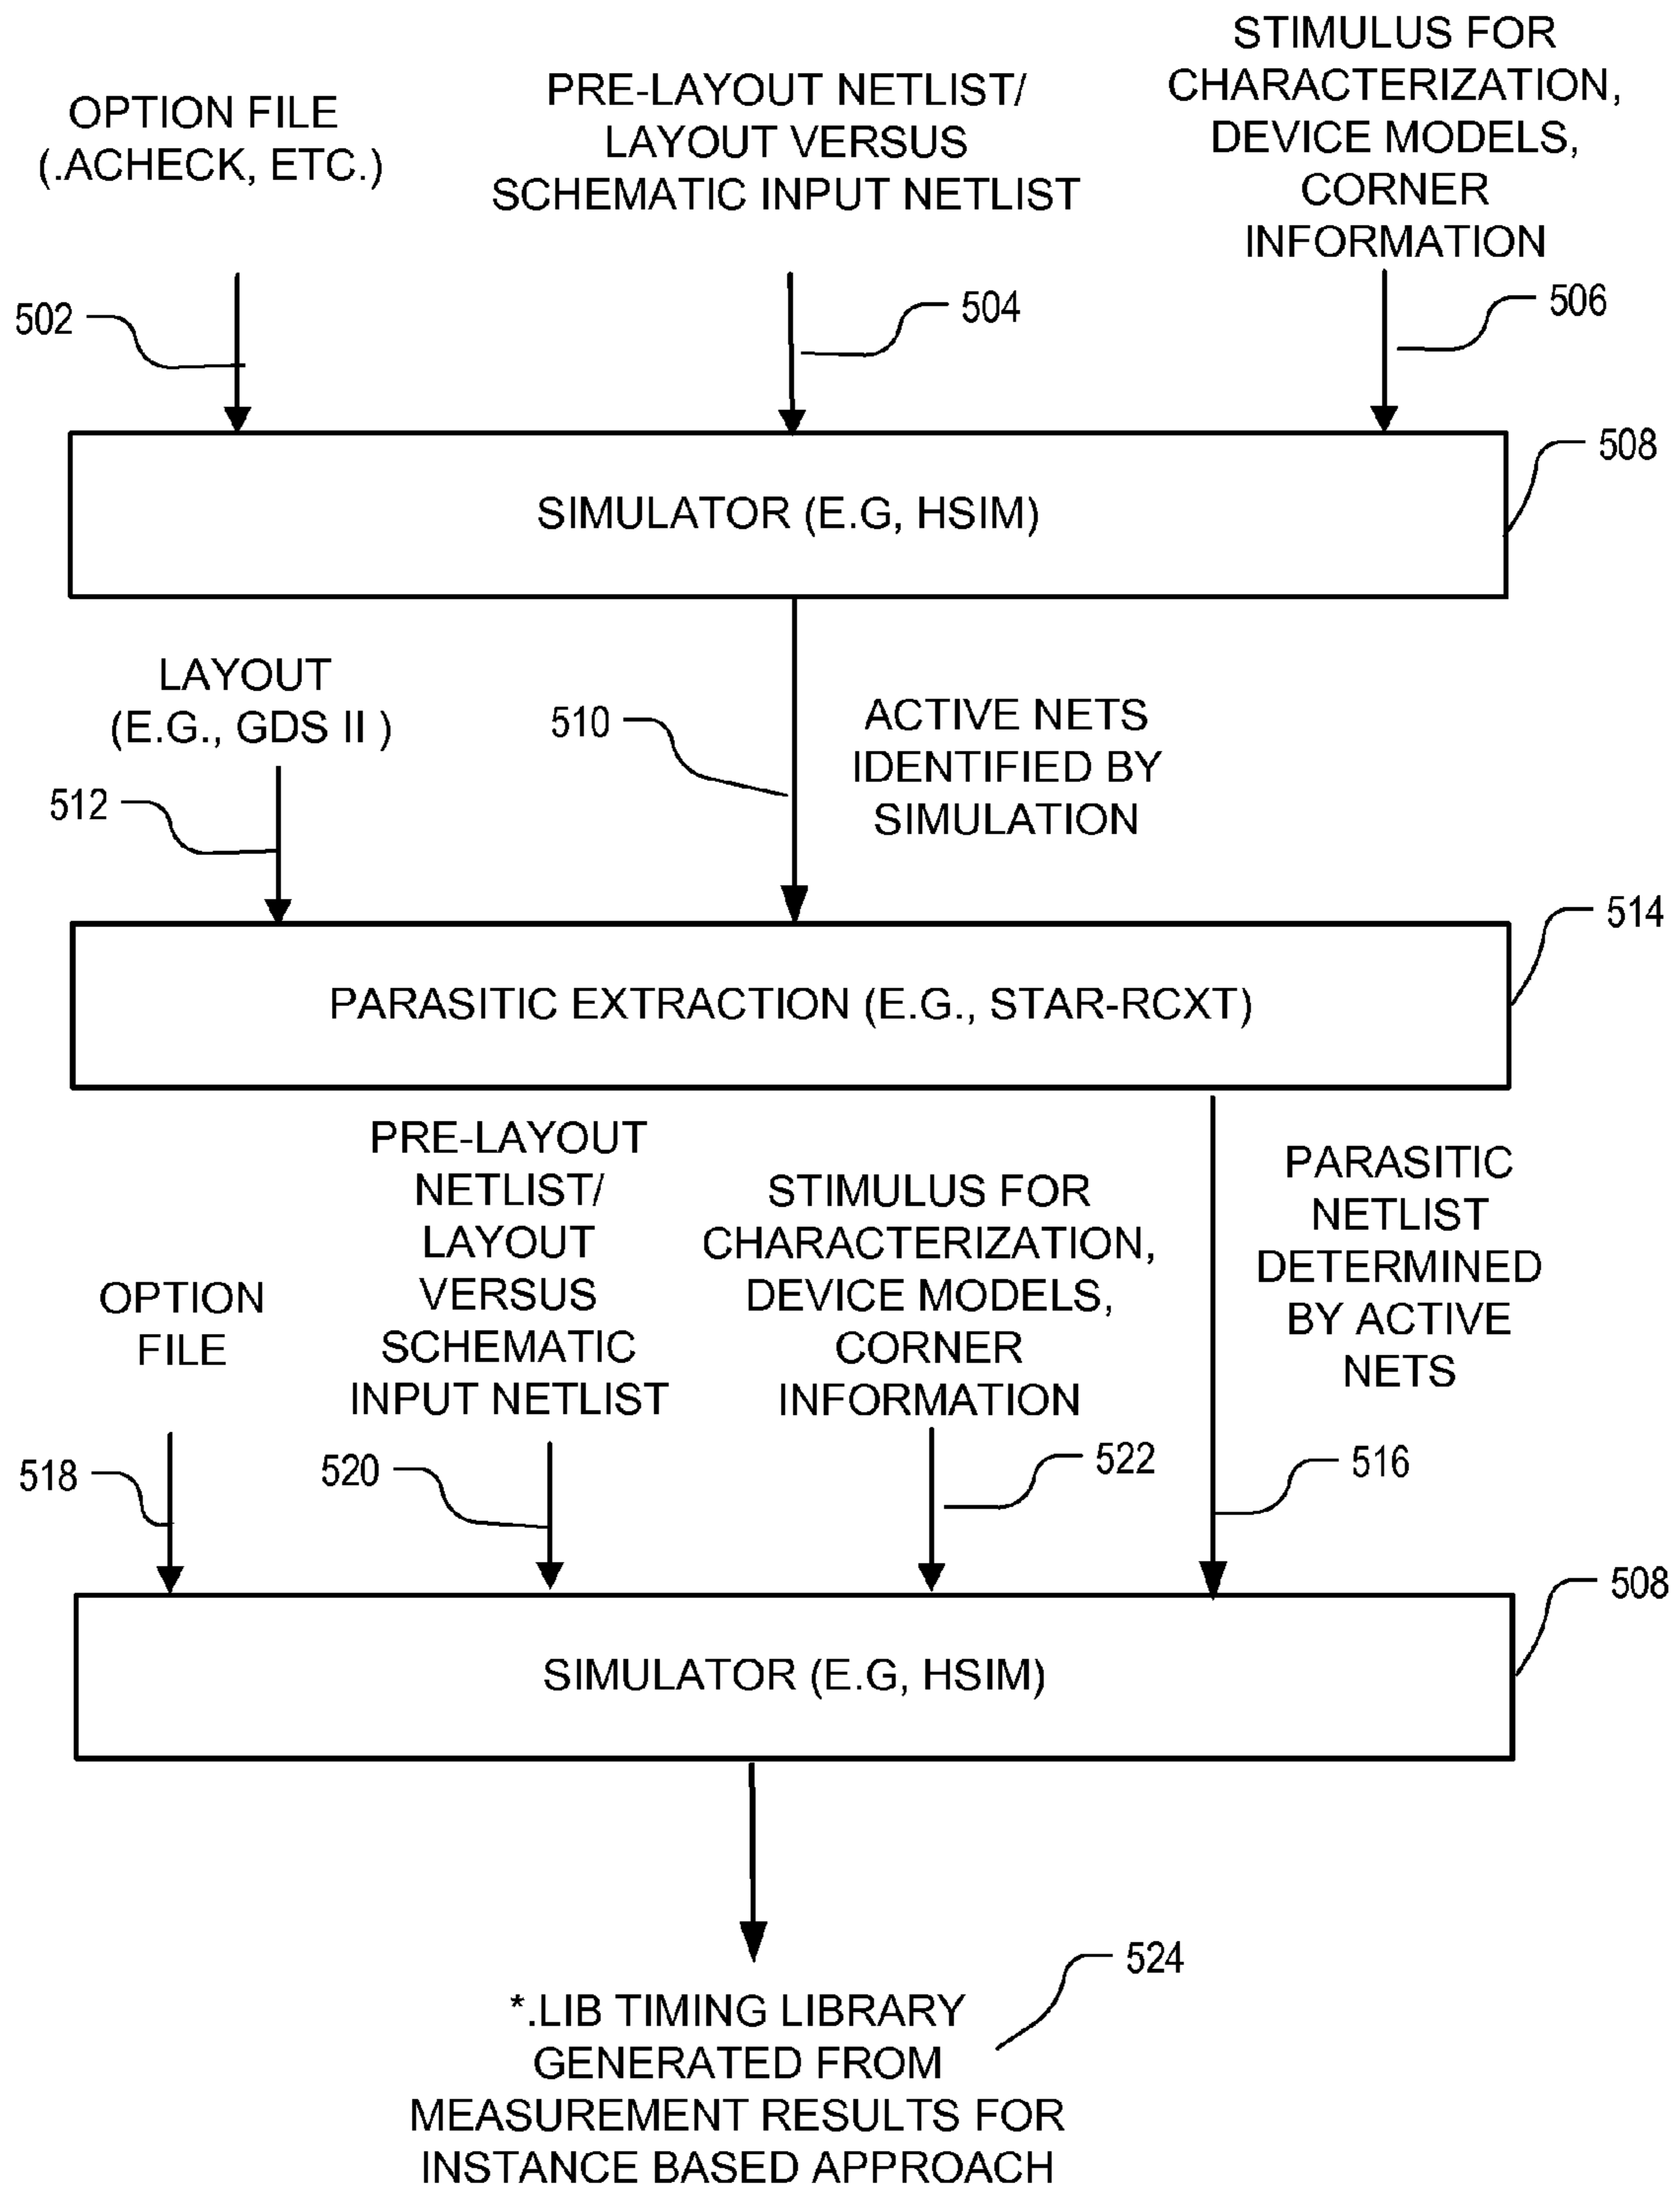 OPTION FILE
(.ACHECK, ETC.)
PRE-LAYOUT NETLIST/
LAYOUT VERSUS
SCHEMATIC INPUT NETLIST
STIMULUS FOR
CHARACTERIZATION,
DEVICE MODELS,
CORNER
INFORMATION
502
504
506
508
SIMULATOR (E.G, HSIM)
LAYOUT
(E.G., GDS II )
512
510
ACTIVE NETS
IDENTIFIED BY
SIMULATION
514
PARASITIC EXTRACTION (E.G., STAR-RCXT)
OPTION
FILE
518
PRE-LAYOUT
NETLIST/
LAYOUT
VERSUS
SCHEMATIC
INPUT NETLIST
520
STIMULUS FOR
CHARACTERIZATION,
DEVICE MODELS,
CORNER
INFORMATION
522
PARASITIC
NETLIST
DETERMINED
BY ACTIVE
NETS
516
508
SIMULATOR (E.G, HSIM)
524
*.LIB TIMING LIBRARY
GENERATED FROM
MEASUREMENT RESULTS FOR
INSTANCE BASED APPROACH